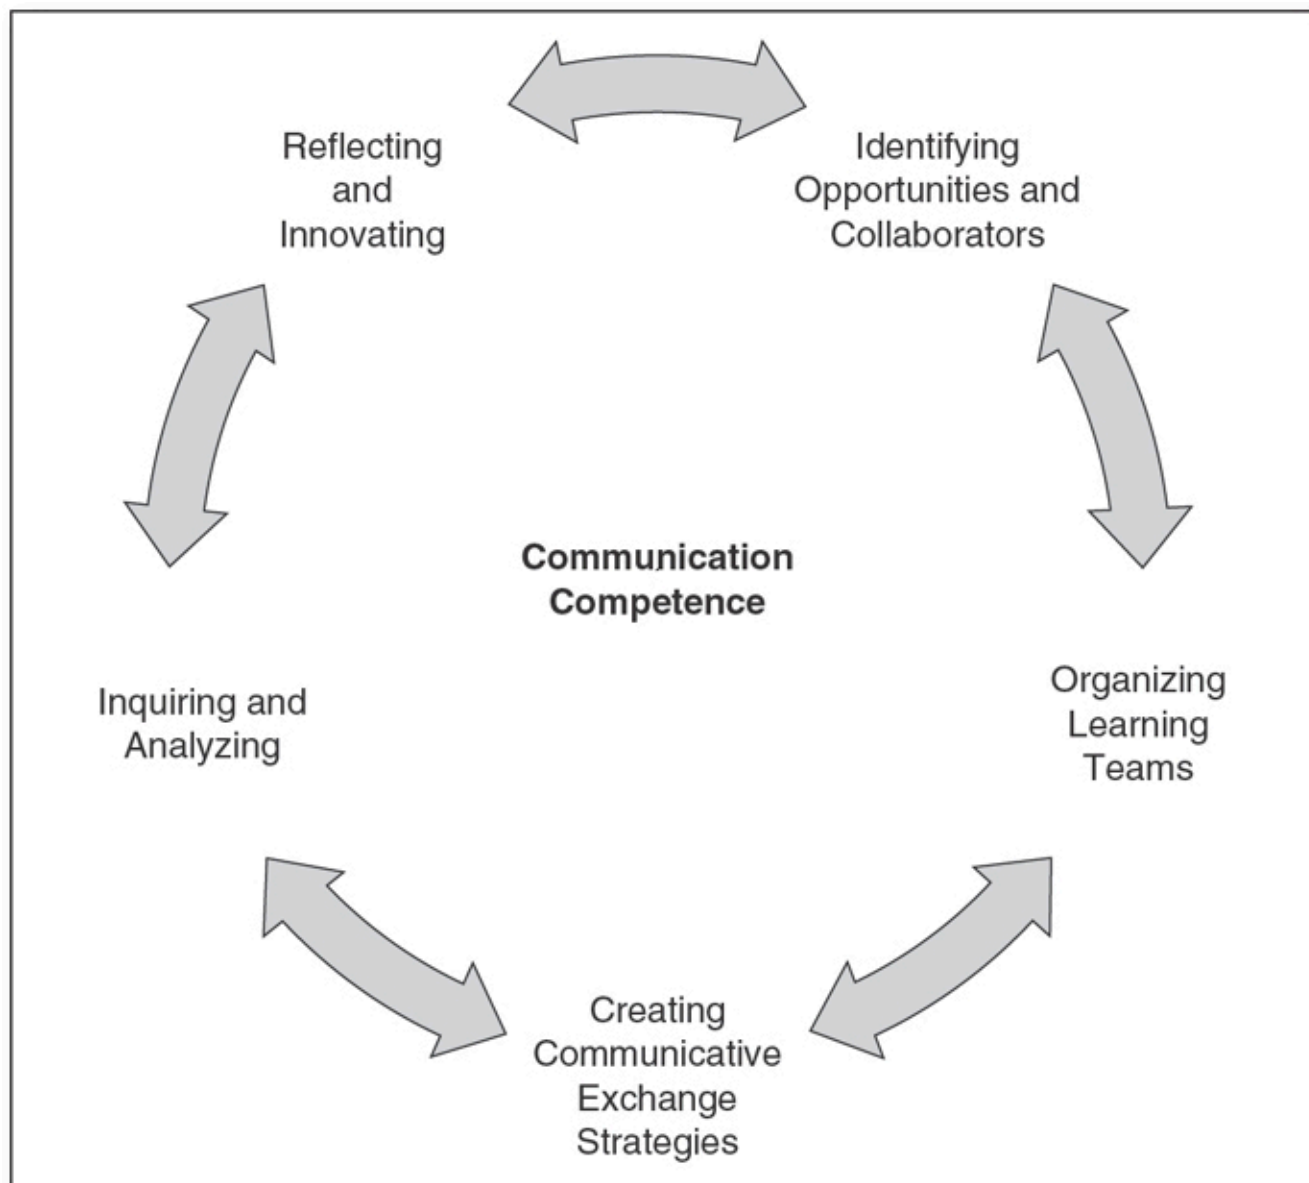 Reflecting
and
Innovating
Identifying
Opportunities and
Collaborators
Communication
Competence
Inquiring and
Analyzing
Organizing
Learning
Teams
Creating
Communicative
Exchange
Strategies